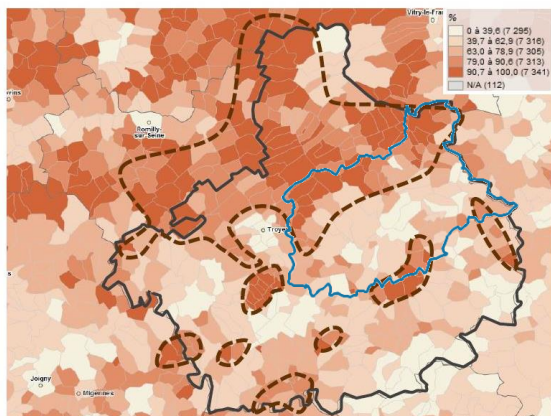 Vitry-le-Fra
%
0 à 39,6 (7 295)
39,7 à 62,9 (7 316)
63,0 à 78,9 (7 305)
79,0 à 90,6 (7 313)
90,7 à 100,0 (7 341)
N/A (112)
Romilly-
sur-Seine
Troye
Joigny
Migennes